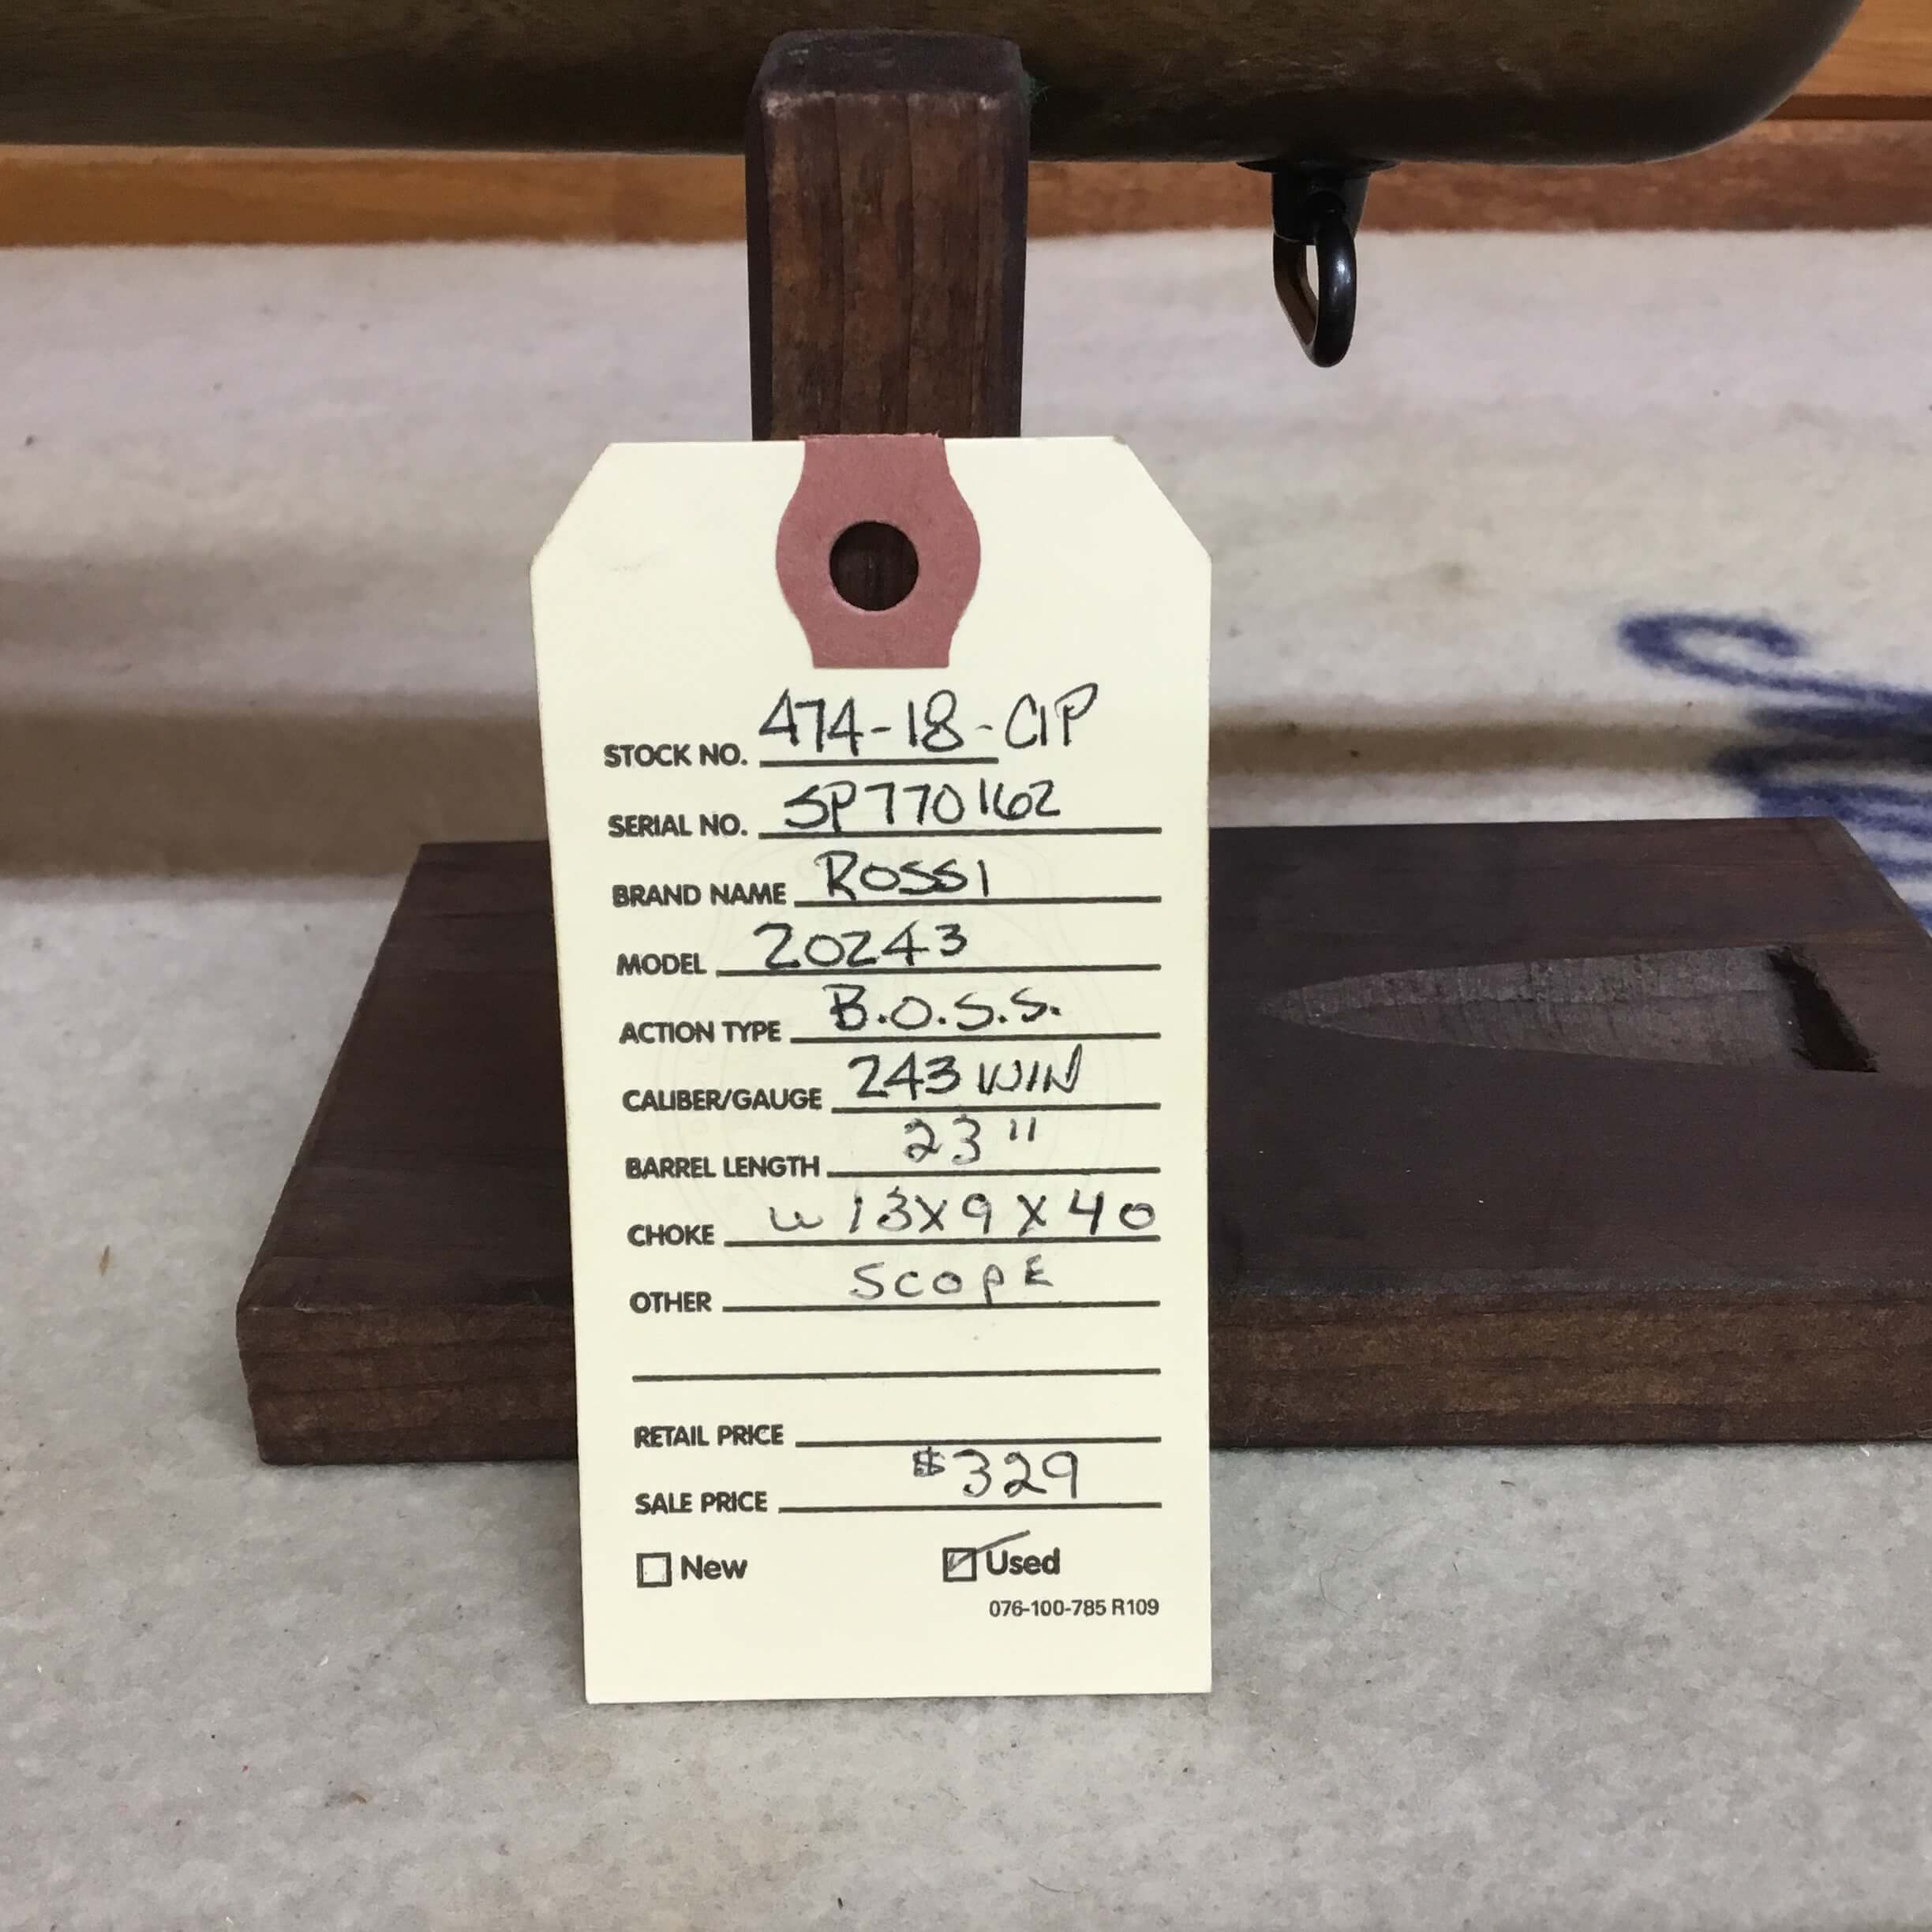 STOCK NO. 474-18-CIP
SERIAL NO. SP770162
BRAND NAME ROSSI
MODEL 20243
ACTION TYPE B.O.S.S.
CALIBER/GAUGE 243 WIN
BARREL LENGTH 23"
CHOKE w/3X9X40
OTHER SCOPE
RETAIL PRICE
SALE PRICE $329
New Used
076-100-785 R109